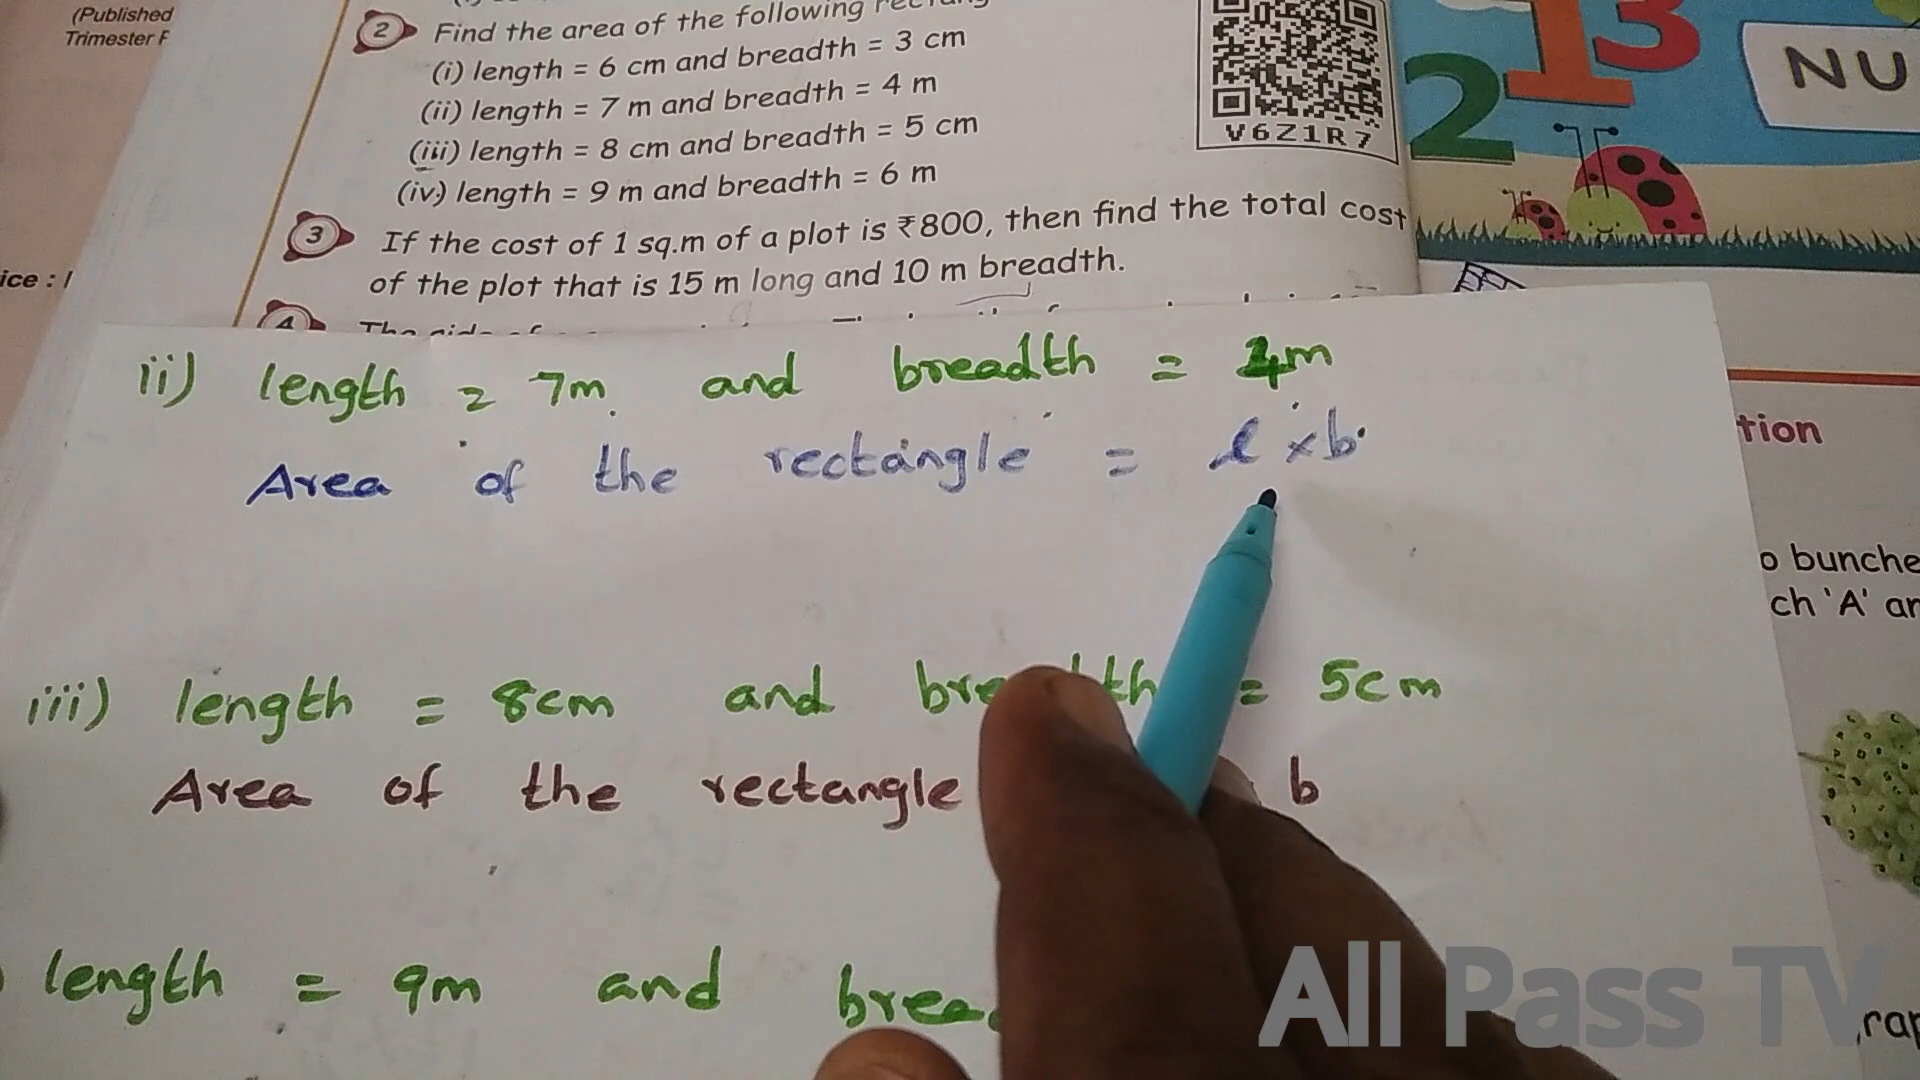 (Published
Trimester F
2 Find the area of the following
(i) length = 6 cm and breadth = 3 cm
(ii) length = 7 m and breadth = 4 m
(iii) length = 8 cm and breadth = 5 cm
(iv) length = 9 m and breadth = 6 m
3 If the cost of 1 sq.m of a plot is ₹800, then find the total cost
of the plot that is 15 m long and 10 m breadth.
4
V6Z1R7
2 1 3
NU
ice :
ii) length = 7m and breadth = 4m
Area of the rectangle = l × b
iii) length = 8cm and = 5cm
Area of the rectangle b
length = 9m and brea
tion
o bunche
ch 'A' ar
rap
All Pass TV